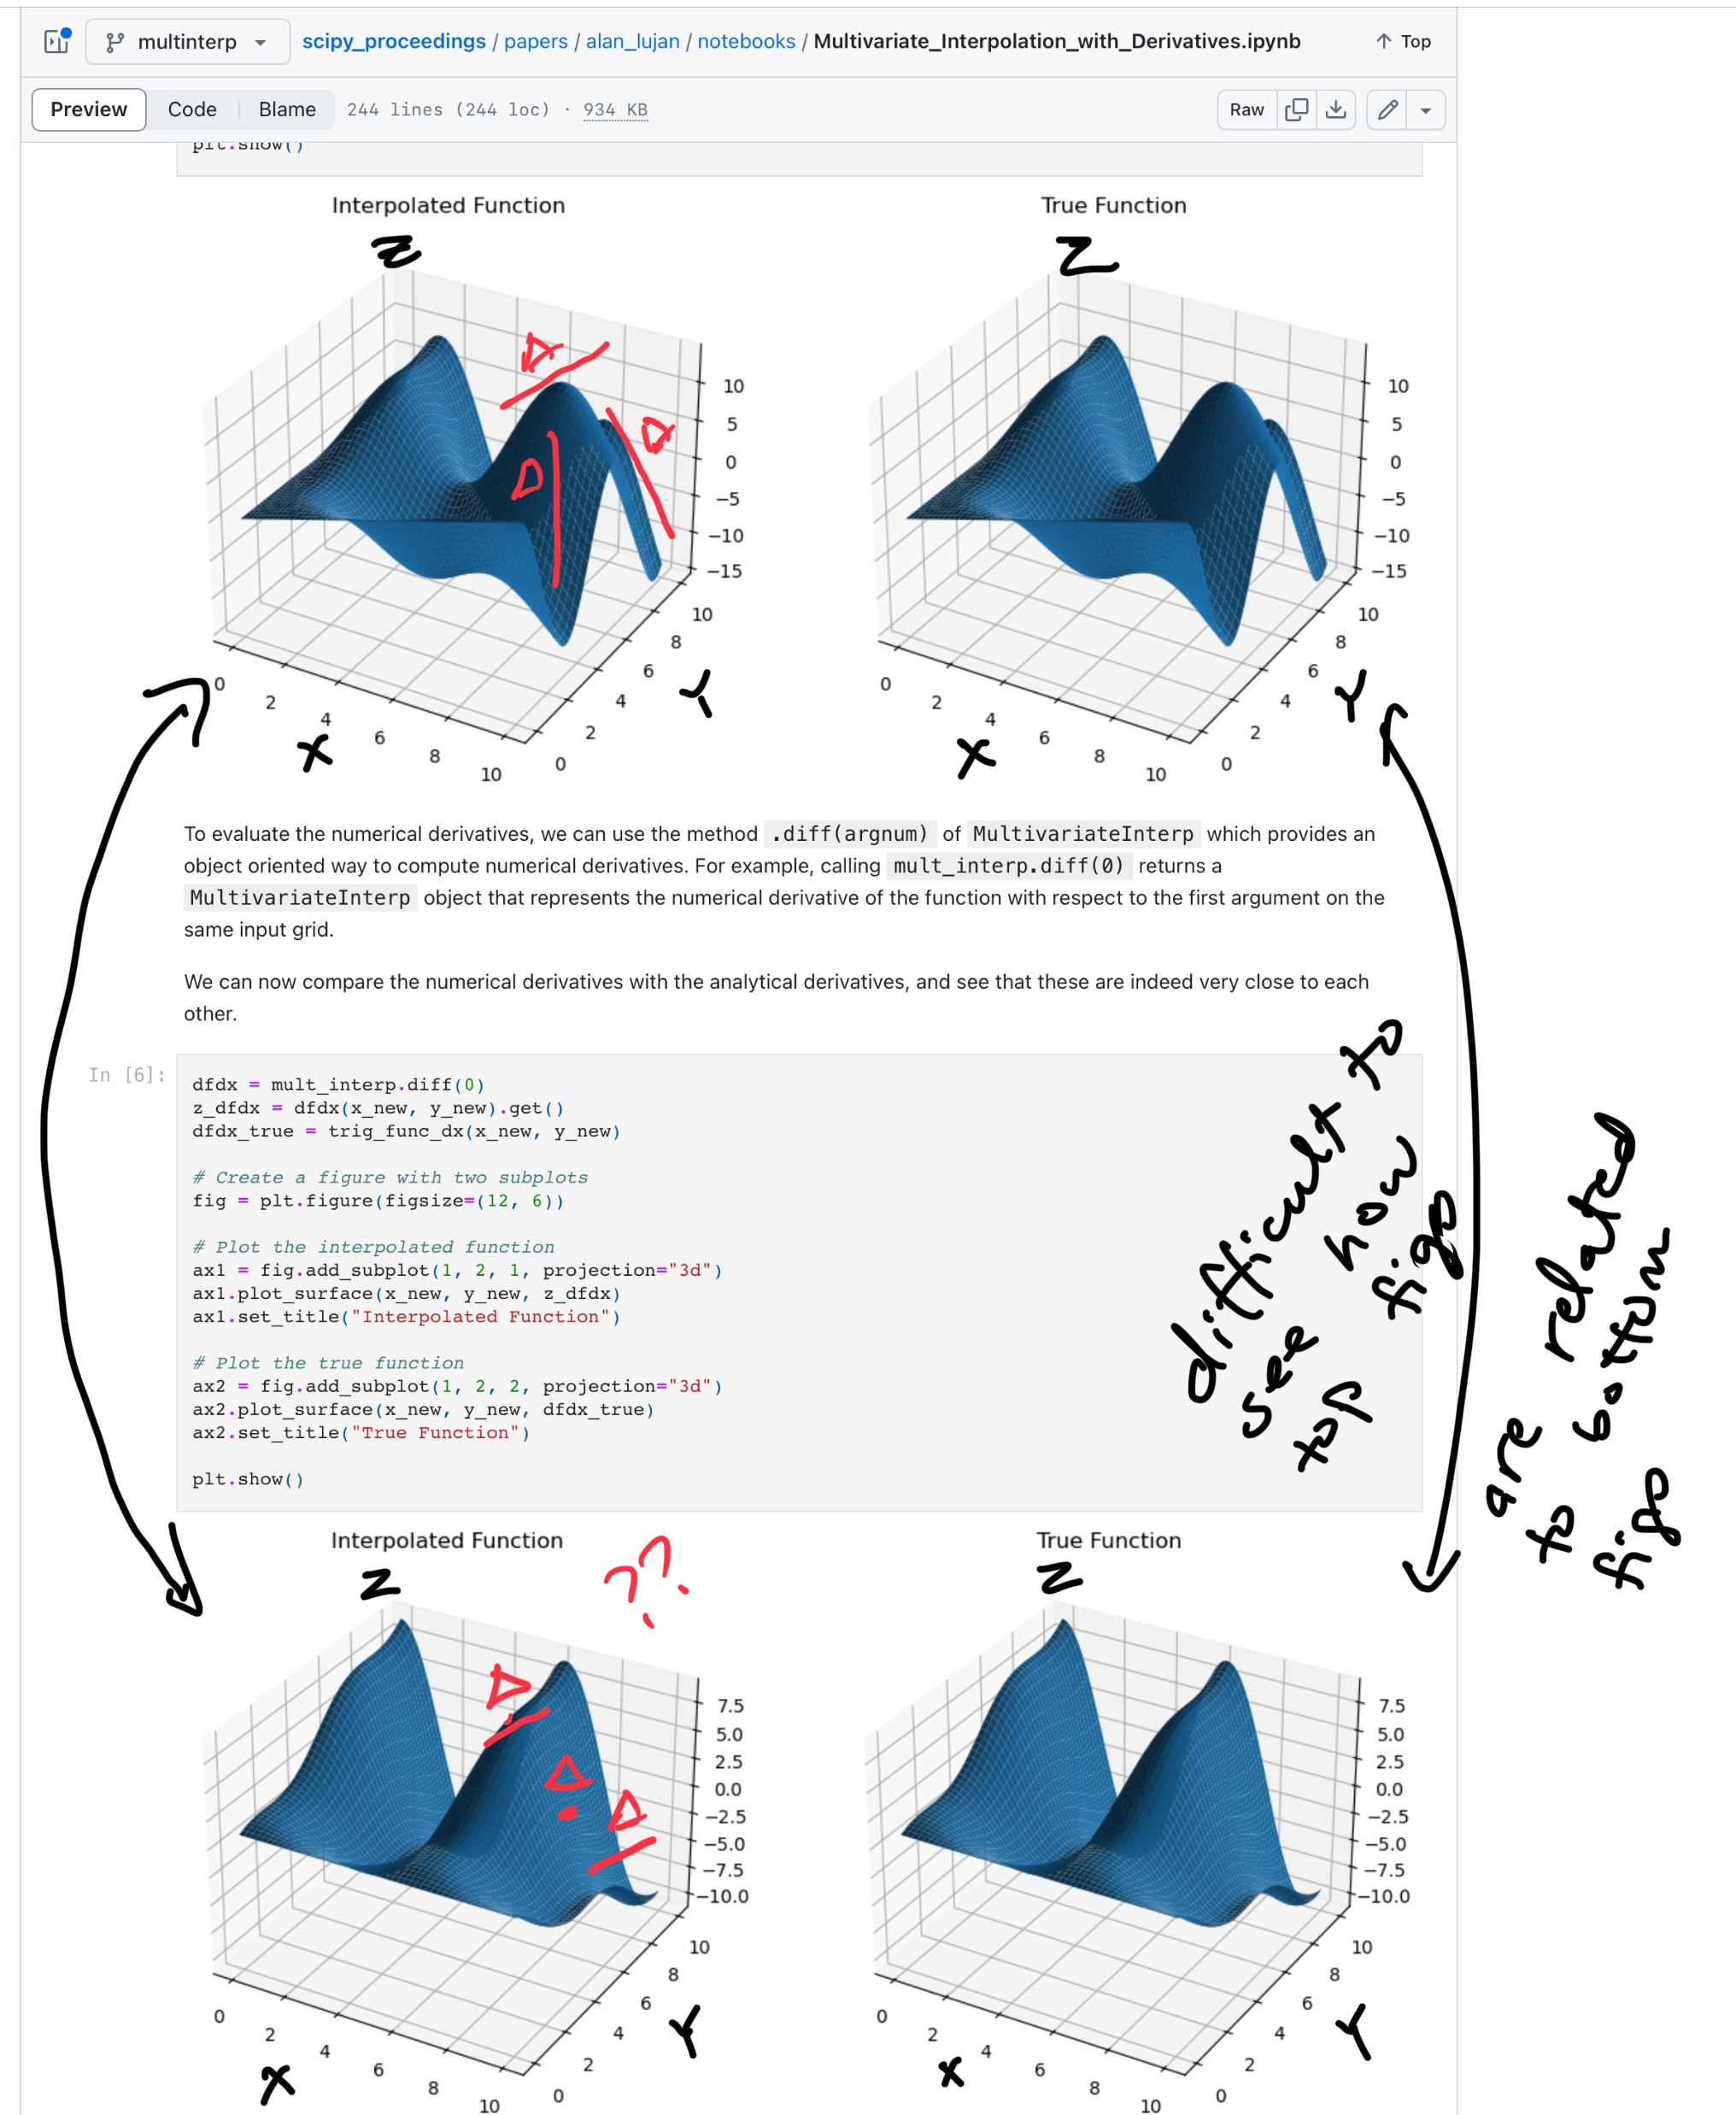 multinterp scipy_proceedings / papers / alan_lujan / notebooks / Multivariate_Interpolation_with_Derivatives.ipynb Top
Preview Code Blame 244 lines (244 loc) · 934 KB Raw
plt.show()
Interpolated Function
Z
10
5
0
−5
−10
−15
10
8
6
4
2
0
Y
0
2
4
6
8
10
X
True Function
Z
10
5
0
−5
−10
−15
10
8
6
4
2
0
Y
0
2
4
6
8
10
X
To evaluate the numerical derivatives, we can use the method .diff(argnum) of MultivariateInterp which provides an
object oriented way to compute numerical derivatives. For example, calling mult_interp.diff(0) returns a
MultivariateInterp object that represents the numerical derivative of the function with respect to the first argument on the
same input grid.
We can now compare the numerical derivatives with the analytical derivatives, and see that these are indeed very close to each
other.
In [6]:
dfdx = mult_interp.diff(0)
z_dfdx = dfdx(x_new, y_new).get()
dfdx_true = trig_func_dx(x_new, y_new)
# Create a figure with two subplots
fig = plt.figure(figsize=(12, 6))
# Plot the interpolated function
ax1 = fig.add_subplot(1, 2, 1, projection="3d")
ax1.plot_surface(x_new, y_new, z_dfdx)
ax1.set_title("Interpolated Function")
# Plot the true function
ax2 = fig.add_subplot(1, 2, 2, projection="3d")
ax2.plot_surface(x_new, y_new, dfdx_true)
ax2.set_title("True Function")
plt.show()
difficult to
see how
top figs
are related
to bottom
figs
Interpolated Function
Z
??
7.5
5.0
2.5
0.0
−2.5
−5.0
−7.5
−10.0
10
8
6
4
2
0
Y
0
2
4
6
8
10
X
True Function
Z
7.5
5.0
2.5
0.0
−2.5
−5.0
−7.5
−10.0
10
8
6
4
2
0
Y
0
2
4
6
8
10
X